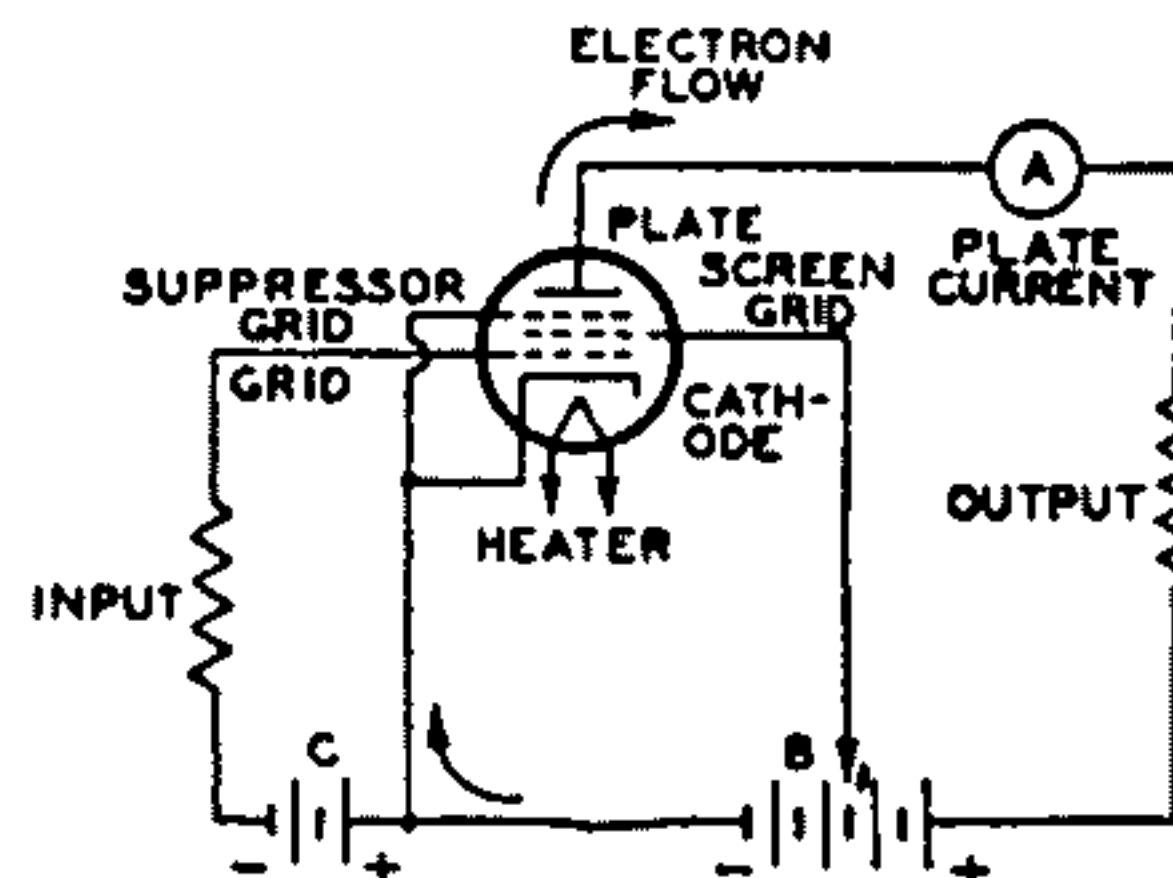 ELECTRON
FLOW
A
PLATE
PLATE
CURRENT
SCREEN
GRID
SUPPRESSOR
GRID
GRID
CATH-
ODE
OUTPUT
HEATER
INPUT
C
B
- +
- +